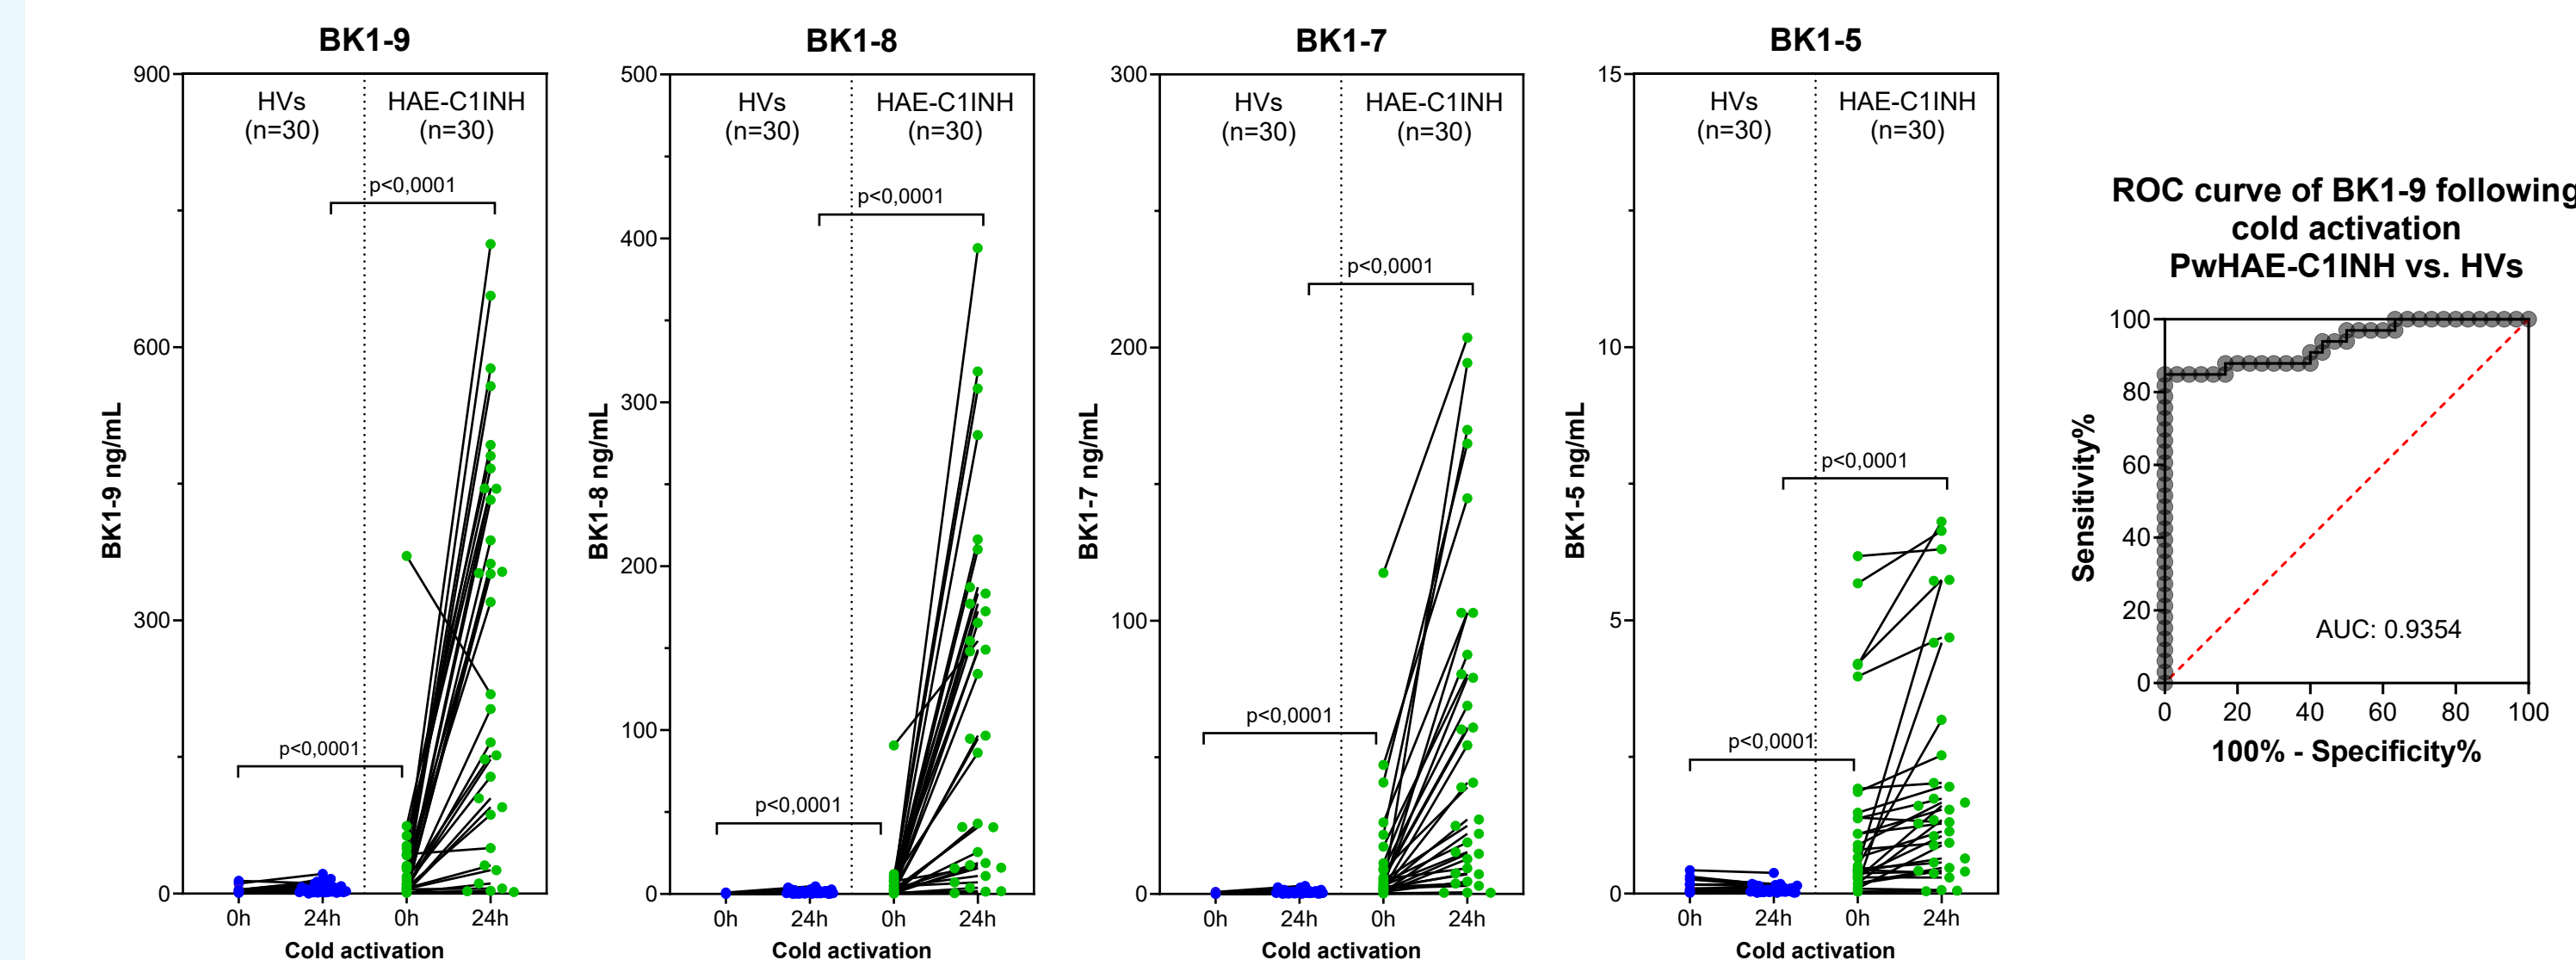 BK1-9
900
600
300
0
BK1-9 ng/mL
HVs
(n=30)
HAE-C1INH
(n=30)
p<0,0001
p<0,0001
0h
24h
0h
24h
Cold activation
BK1-8
500
400
300
200
100
0
BK1-8 ng/mL
HVs
(n=30)
HAE-C1INH
(n=30)
p<0,0001
p<0,0001
0h
24h
0h
24h
Cold activation
BK1-7
300
200
100
0
BK1-7 ng/mL
HVs
(n=30)
HAE-C1INH
(n=30)
p<0,0001
p<0,0001
0h
24h
0h
24h
Cold activation
BK1-5
15
10
5
0
BK1-5 ng/mL
HVs
(n=30)
HAE-C1INH
(n=30)
p<0,0001
p<0,0001
0h
24h
0h
24h
Cold activation
ROC curve of BK1-9 following
cold activation
PwHAE-C1INH vs. HVs
100
80
60
40
20
0
Sensitivity%
AUC: 0.9354
0
20
40
60
80
100
100% - Specificity%